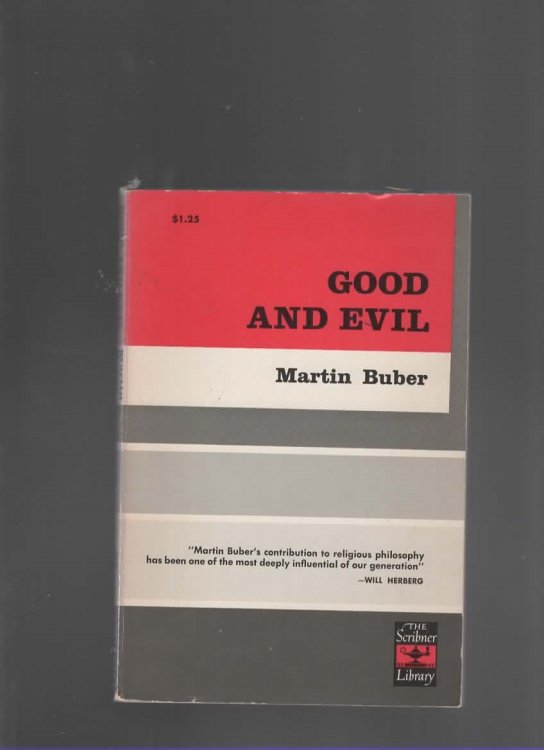 $1.25
GOOD
AND EVIL
Martin Buber
"Martin Buber's contribution to religious philosophy
has been one of the most deeply influential of our generation"
—WILL HERBERG
THE
Scribner
Library